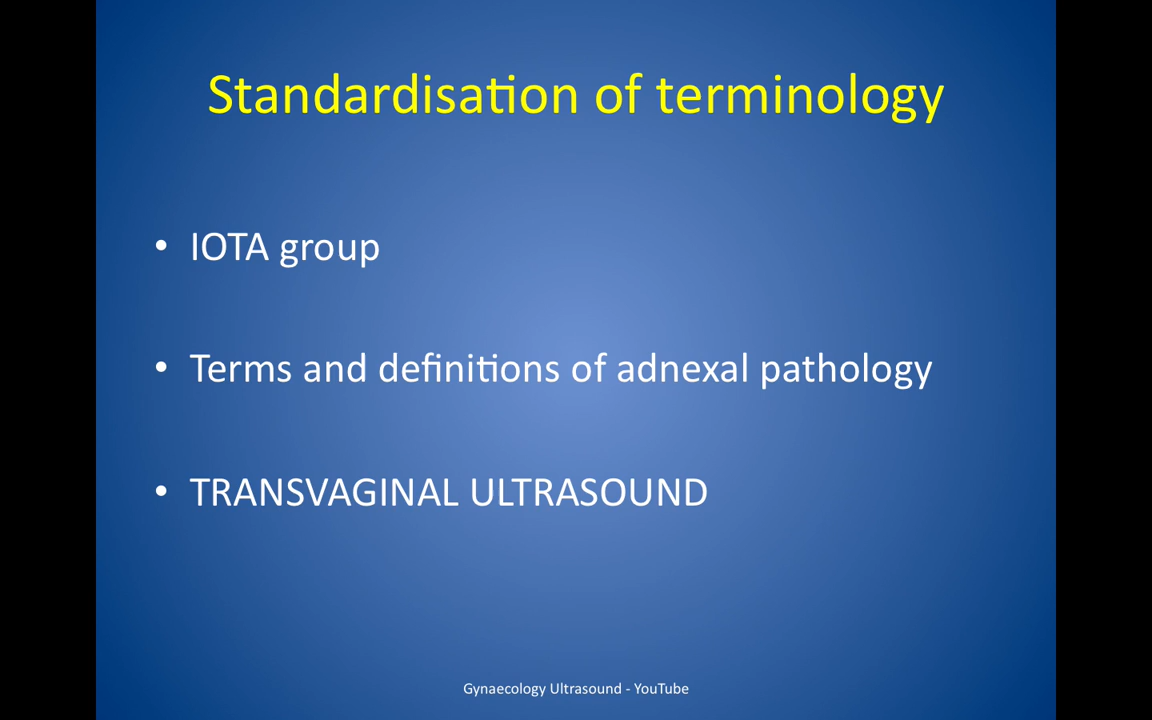 Standardisation of terminology
• IOTA group
• Terms and definitions of adnexal pathology
• TRANSVAGINAL ULTRASOUND
Gynaecology Ultrasound - YouTube